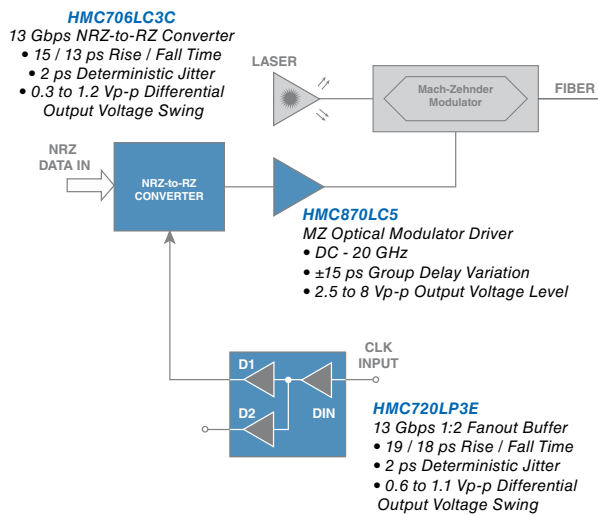 HMC706LC3C
13 Gbps NRZ-to-RZ Converter
• 15 / 13 ps Rise / Fall Time
• 2 ps Deterministic Jitter
• 0.3 to 1.2 Vp-p Differential
Output Voltage Swing
LASER
Mach-Zehnder
Modulator
FIBER
NRZ
DATA IN
NRZ-to-RZ
CONVERTER
HMC870LC5
MZ Optical Modulator Driver
• DC - 20 GHz
• ±15 ps Group Delay Variation
• 2.5 to 8 Vp-p Output Voltage Level
CLK
INPUT
D1
D2
DIN
HMC720LP3E
13 Gbps 1:2 Fanout Buffer
• 19 / 18 ps Rise / Fall Time
• 2 ps Deterministic Jitter
• 0.6 to 1.1 Vp-p Differential
Output Voltage Swing